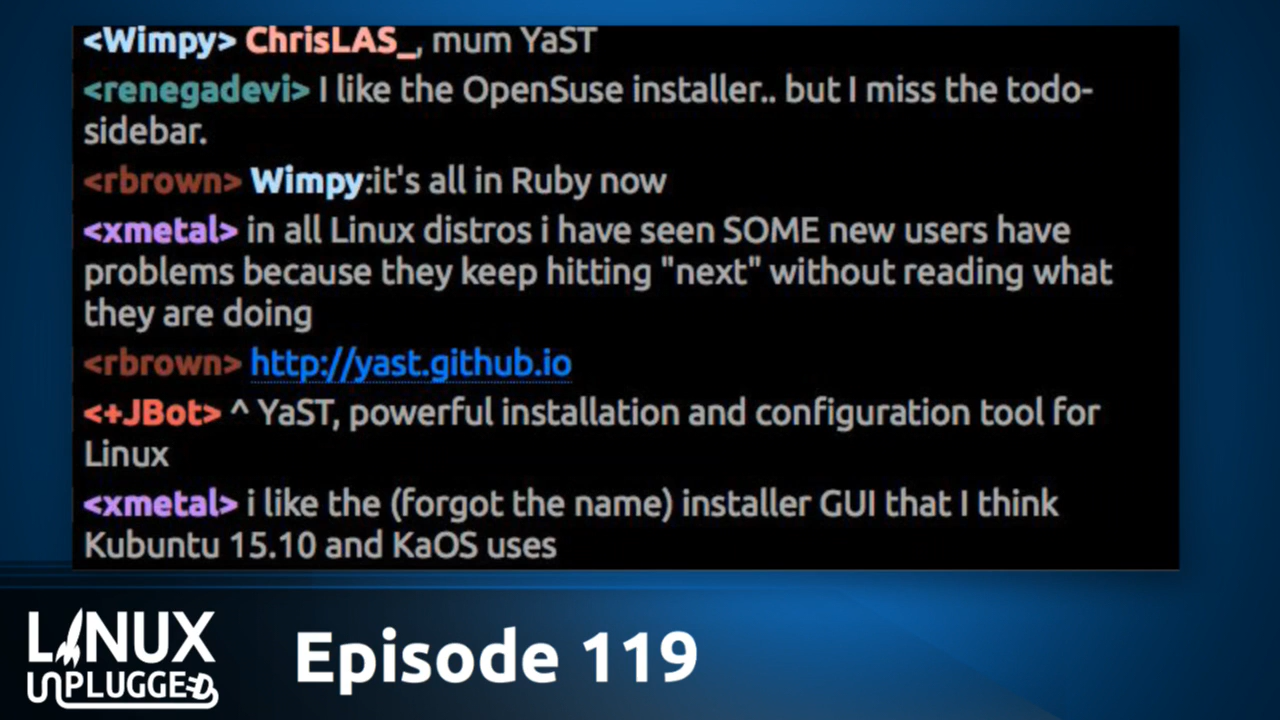 <Wimpy> ChrisLAS_, mum YaST
<renegadevi> I like the OpenSuse installer.. but I miss the todo-
sidebar.
<rbrown> Wimpy:it's all in Ruby now
<xmetal> in all Linux distros i have seen SOME new users have
problems because they keep hitting "next" without reading what
they are doing
<rbrown> http://yast.github.io
<+JBot> ^ YaST, powerful installation and configuration tool for
Linux
<xmetal> i like the (forgot the name) installer GUI that I think
Kubuntu 15.10 and KaOS uses
LINUX
UNPLUGGED
Episode 119